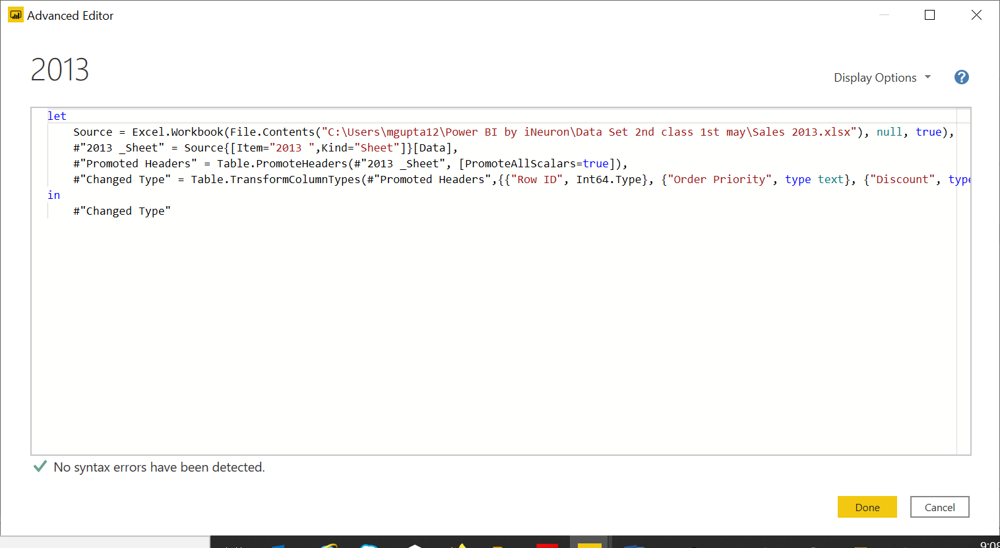 Advanced Editor
2013
Display Options
?
let
Source = Excel.Workbook(File.Contents("C:\Users\mgupta12\Power BI by iNeuron\Data Set 2nd class 1st may\Sales 2013.xlsx"), null, true),
#"2013 _Sheet" = Source{[Item="2013 ",Kind="Sheet"]}[Data],
#"Promoted Headers" = Table.PromoteHeaders(#"2013 _Sheet", [PromoteAllScalars=true]),
#"Changed Type" = Table.TransformColumnTypes(#"Promoted Headers",{{"Row ID", Int64.Type}, {"Order Priority", type text}, {"Discount", type
in
#"Changed Type"
No syntax errors have been detected.
Done
Cancel